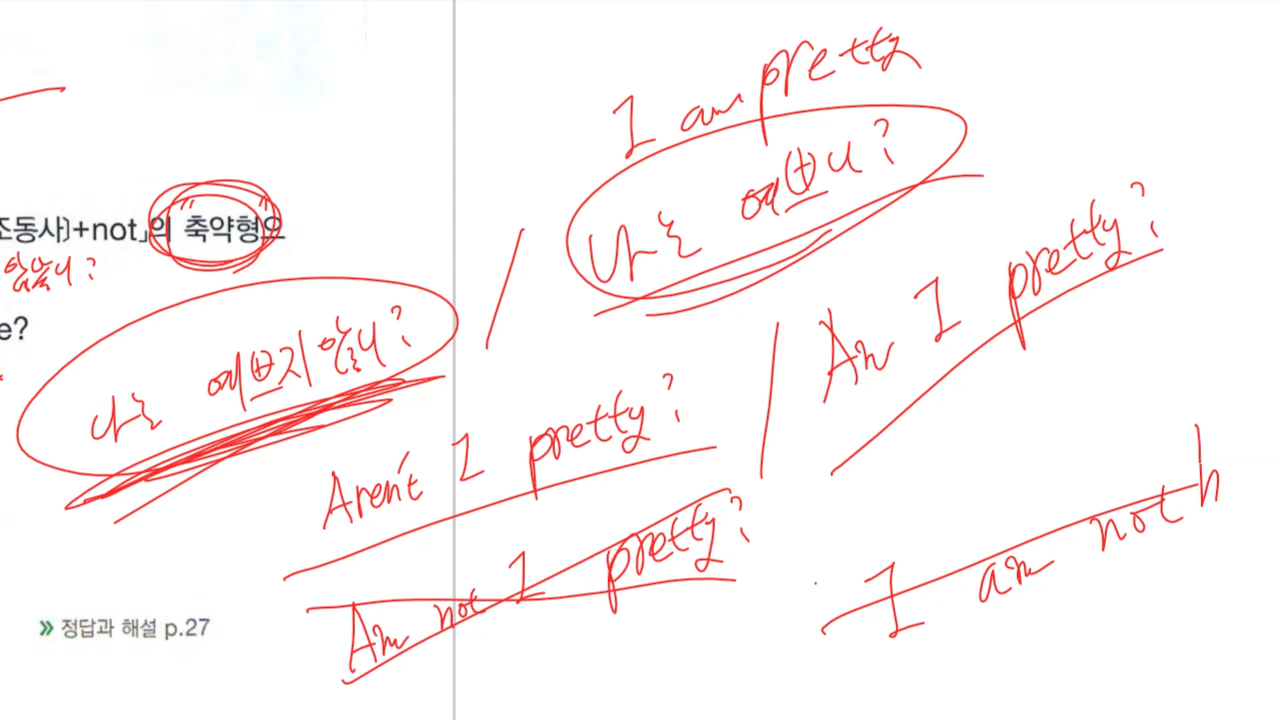 I am pretty
나는 예쁘니?
조동사)+not」의 축약형으
않니?
e?
나는 예쁘지 않니?
Am I pretty?
Aren't I pretty?
Am not I pretty?
I am not h
정답과 해설 p.27